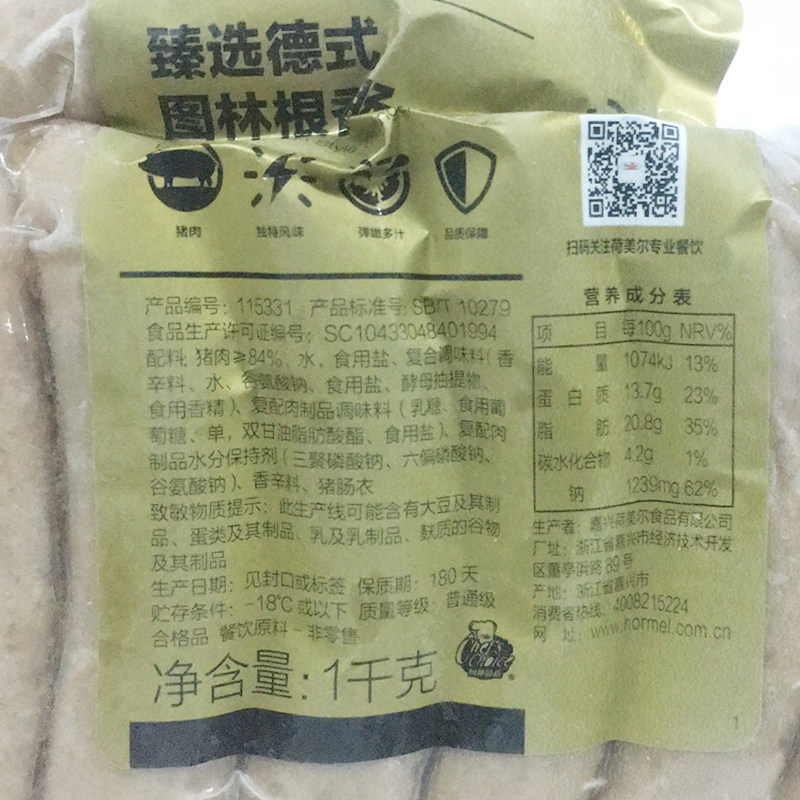 臻选德式
图林根香
猪肉
独特风味
弹嫩多汁
品质保障
扫码关注荷美尔专业餐饮
产品编号：115331 产品标准号:SB/T 10279
食品生产许可证编号：SC10433048401994
配料:猪肉≥84%、水、食用盐、复合调味料（香
辛料、水、谷氨酸钠、食用盐、酵母抽提物、
食用香精）、复配肉制品调味料（乳糖、食用葡
萄糖、单，双甘油脂肪酸酯、食用盐）、复配肉
制品水分保持剂（三聚磷酸钠、六偏磷酸钠、
谷氨酸钠）、香辛料、猪肠衣
致敏物质提示：此生产线可能含有大豆及其制
品、蛋类及其制品、乳及乳制品、麸质的谷物
及其制品
生产日期：见封口或标签 保质期：180天
贮存条件：-18℃或以下 质量等级：普通级
合格品 餐饮原料－非零售
净含量：1千克
Chef's
Choice
营养成分表
项 目 每100g NRV%
能 量 1074kJ 13%
蛋白质 13.7g 23%
脂 肪 20.8g 35%
碳水化合物 4.2g 1%
钠 1239mg 62%
生产者：嘉兴荷美尔食品有限公司
厂址：浙江省嘉兴市经济技术开发
区董亭浜路89号
产地：浙江省嘉兴市
消费者热线：4008215224
网 址：www.hormel.com.cn
1